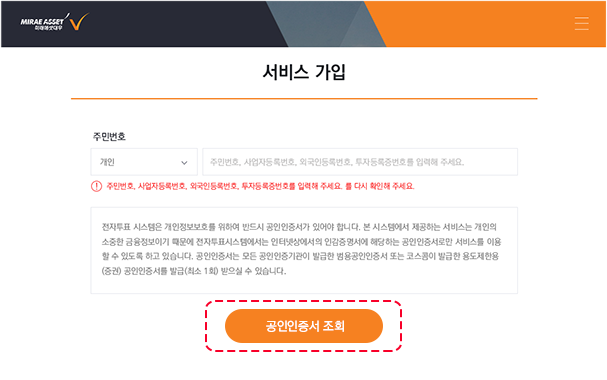 MIRAE ASSET
미래에셋대우
서비스 가입
주민번호
개인
주민번호, 사업자등록번호, 외국인등록번호, 투자등록증번호를 입력해 주세요.
주민번호, 사업자등록번호, 외국인등록번호, 투자등록증번호를 입력해 주세요. 를 다시 확인해 주세요.
전자투표 시스템은 개인정보보호를 위하여 반드시 공인인증서가 있어야 합니다. 본 시스템에서 제공하는 서비스는 개인의
소중한 금융정보이기 때문에 전자투표시스템에서는 인터넷상에서의 인감증명서에 해당하는 공인인증서로만 서비스를 이용
할 수 있도록 하고 있습니다. 공인인증서는 모든 공인인증기관이 발급한 범용공인인증서 또는 코스콤이 발급한 용도제한용
(증권) 공인인증서를 발급(최소 1회) 받으실 수 있습니다.
공인인증서 조회